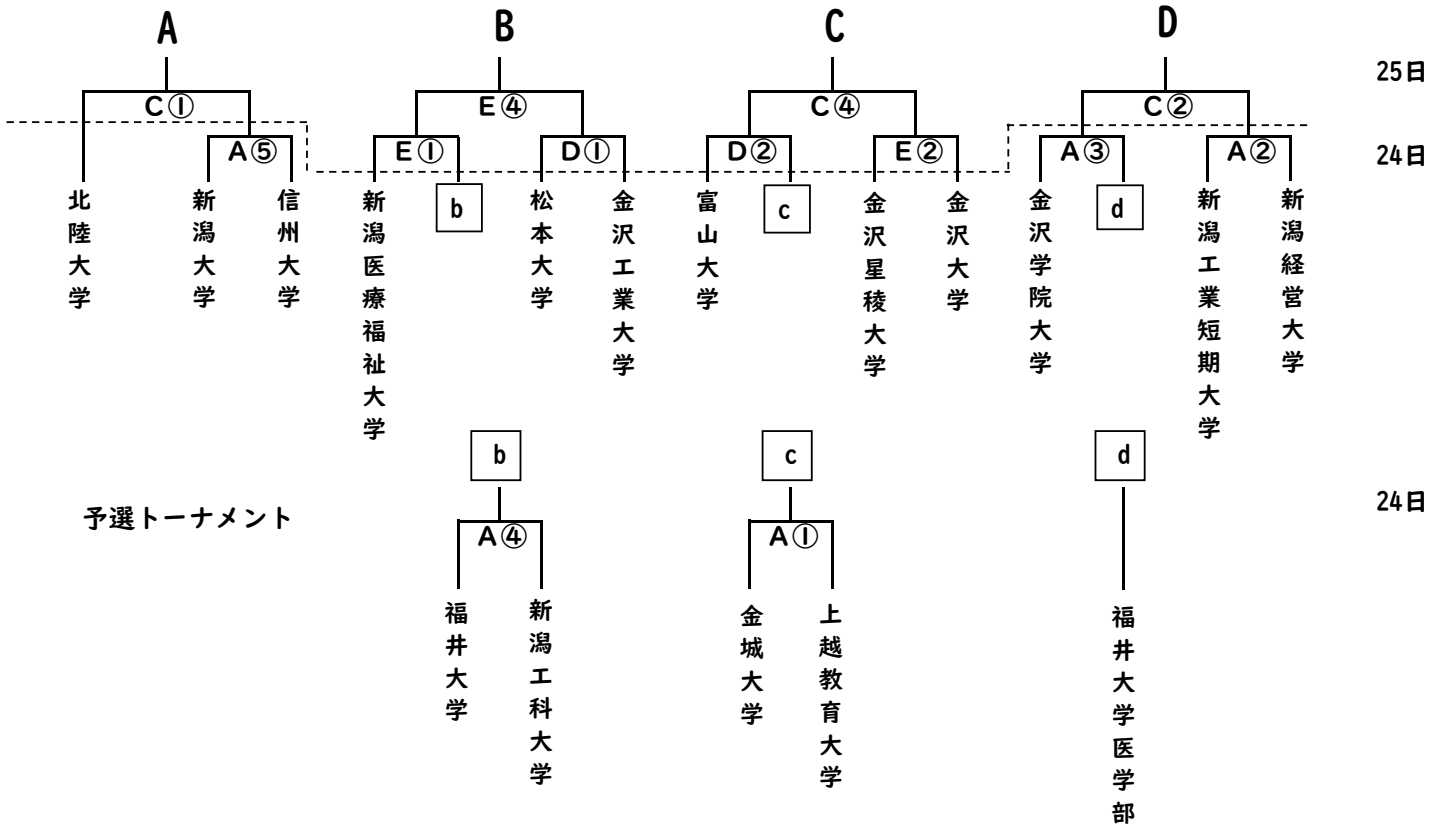 A
B
C
D
25日
C①
E④
C④
C②
24日
A⑤
E①
D①
D②
E②
A③
A②
北陸大学
新潟大学
信州大学
新潟医療福祉大学
b
松本大学
金沢工業大学
富山大学
c
金沢星稜大学
金沢大学
金沢学院大学
d
新潟工業短期大学
新潟経営大学
b
c
d
予選トーナメント
24日
A④
A①
福井大学
新潟工科大学
金城大学
上越教育大学
福井大学医学部